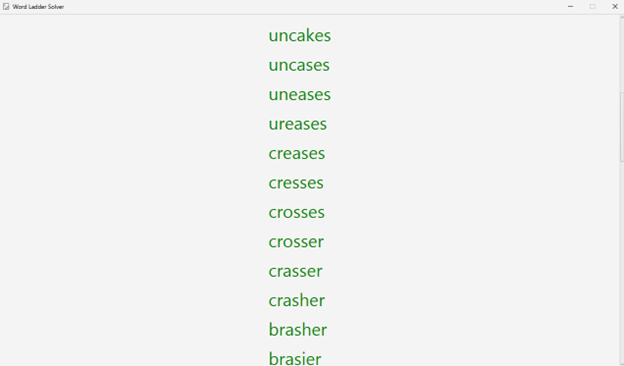 Word Ladder Solver
uncakes
uncases
uneases
ureases
creases
cresses
crosses
crosser
crasser
crasher
brasher
brasier